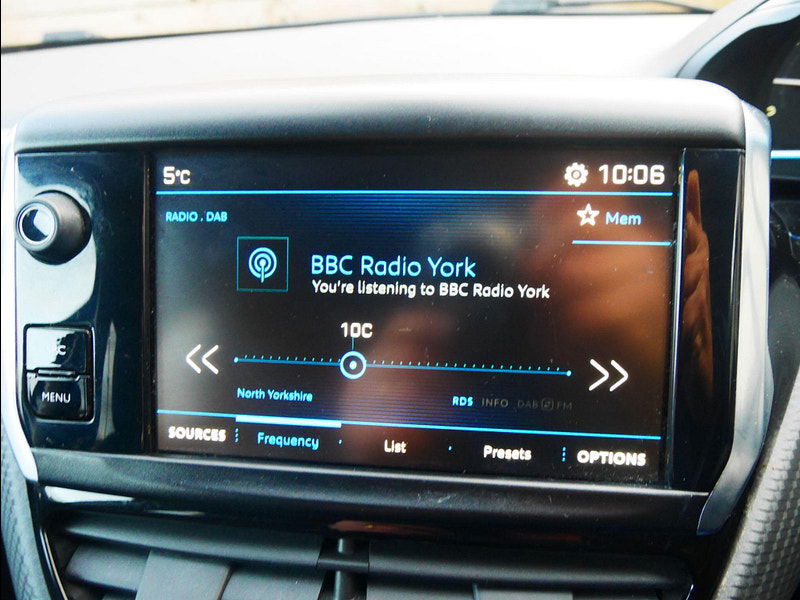 5°C 10:06
RADIO . DAB
Mem
BBC Radio York
You're listening to BBC Radio York
10C
North Yorkshire
RDS INFO DAB FM
MENU
SOURCES Frequency List Presets OPTIONS